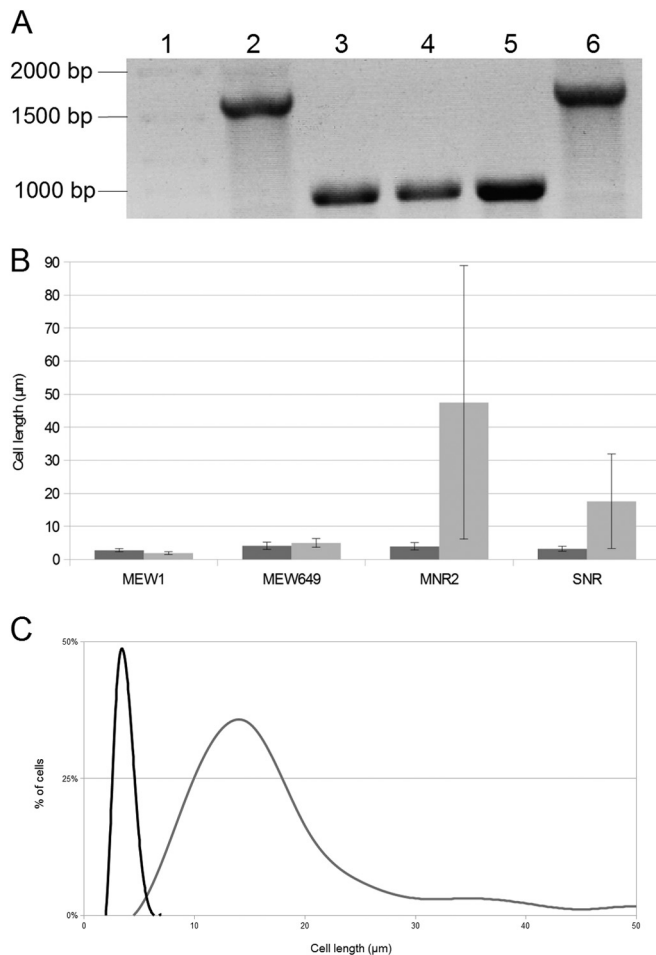 A
1 2 3 4 5 6
2000 bp
1500 bp
1000 bp
B
90
80
70
60
50
40
30
20
10
0
Cell length (µm)
MEW1 MEW649 MNR2 SNR
C
50%
25%
0%
% of cells
0 10 20 30 40 50
Cell length (µm)